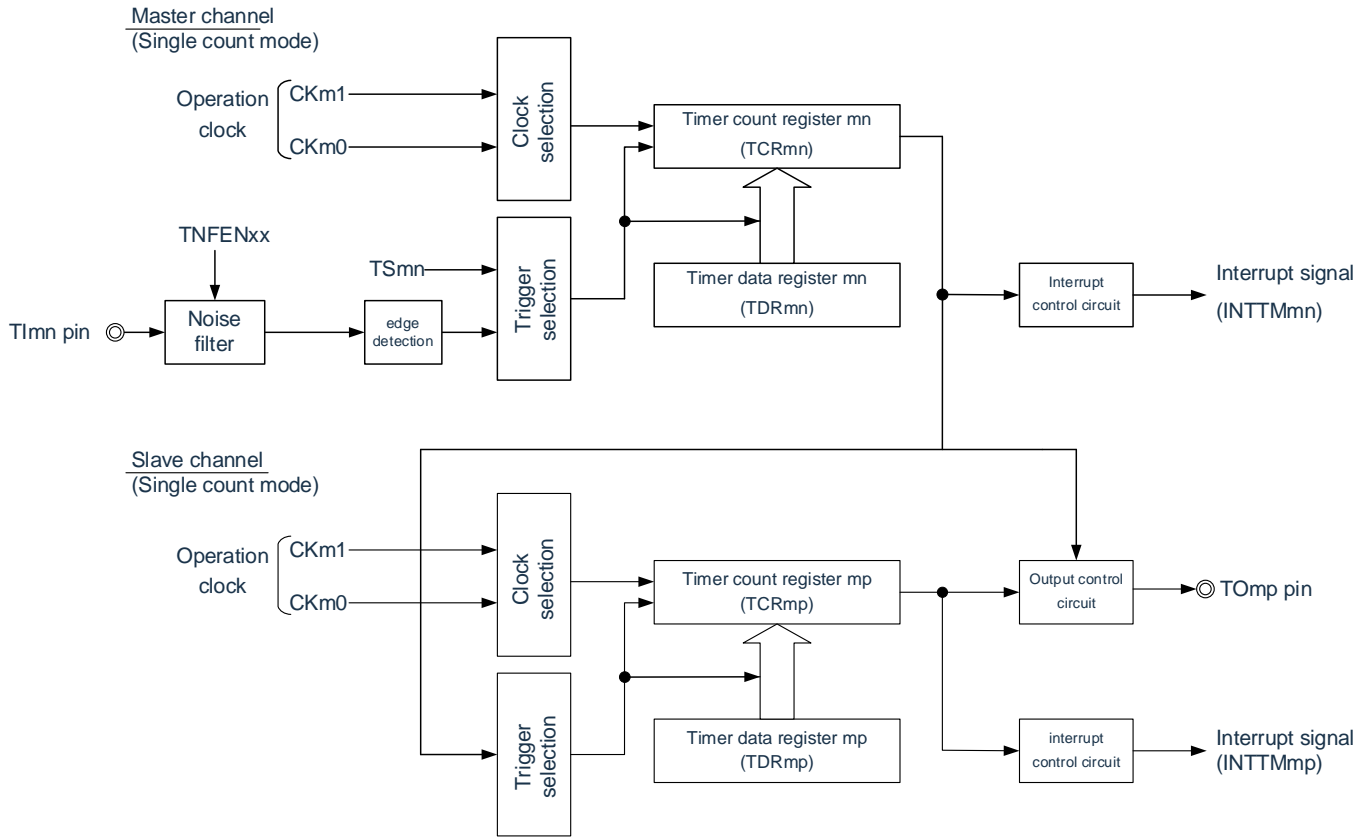 Master channel
(Single count mode)
Operation
clock
CKm1
CKm0
Clock
selection
Timer count register mn
(TCRmn)
TNFENxx
TSmn
Trigger
selection
Timer data register mn
(TDRmn)
Interrupt
control circuit
Interrupt signal
(INTTMmn)
TImn pin
Noise
filter
edge
detection
Slave channel
(Single count mode)
Operation
clock
CKm1
CKm0
Clock
selection
Timer count register mp
(TCRmp)
Output control
circuit
TOmp pin
Trigger
selection
Timer data register mp
(TDRmp)
interrupt
control circuit
Interrupt signal
(INTTMmp)